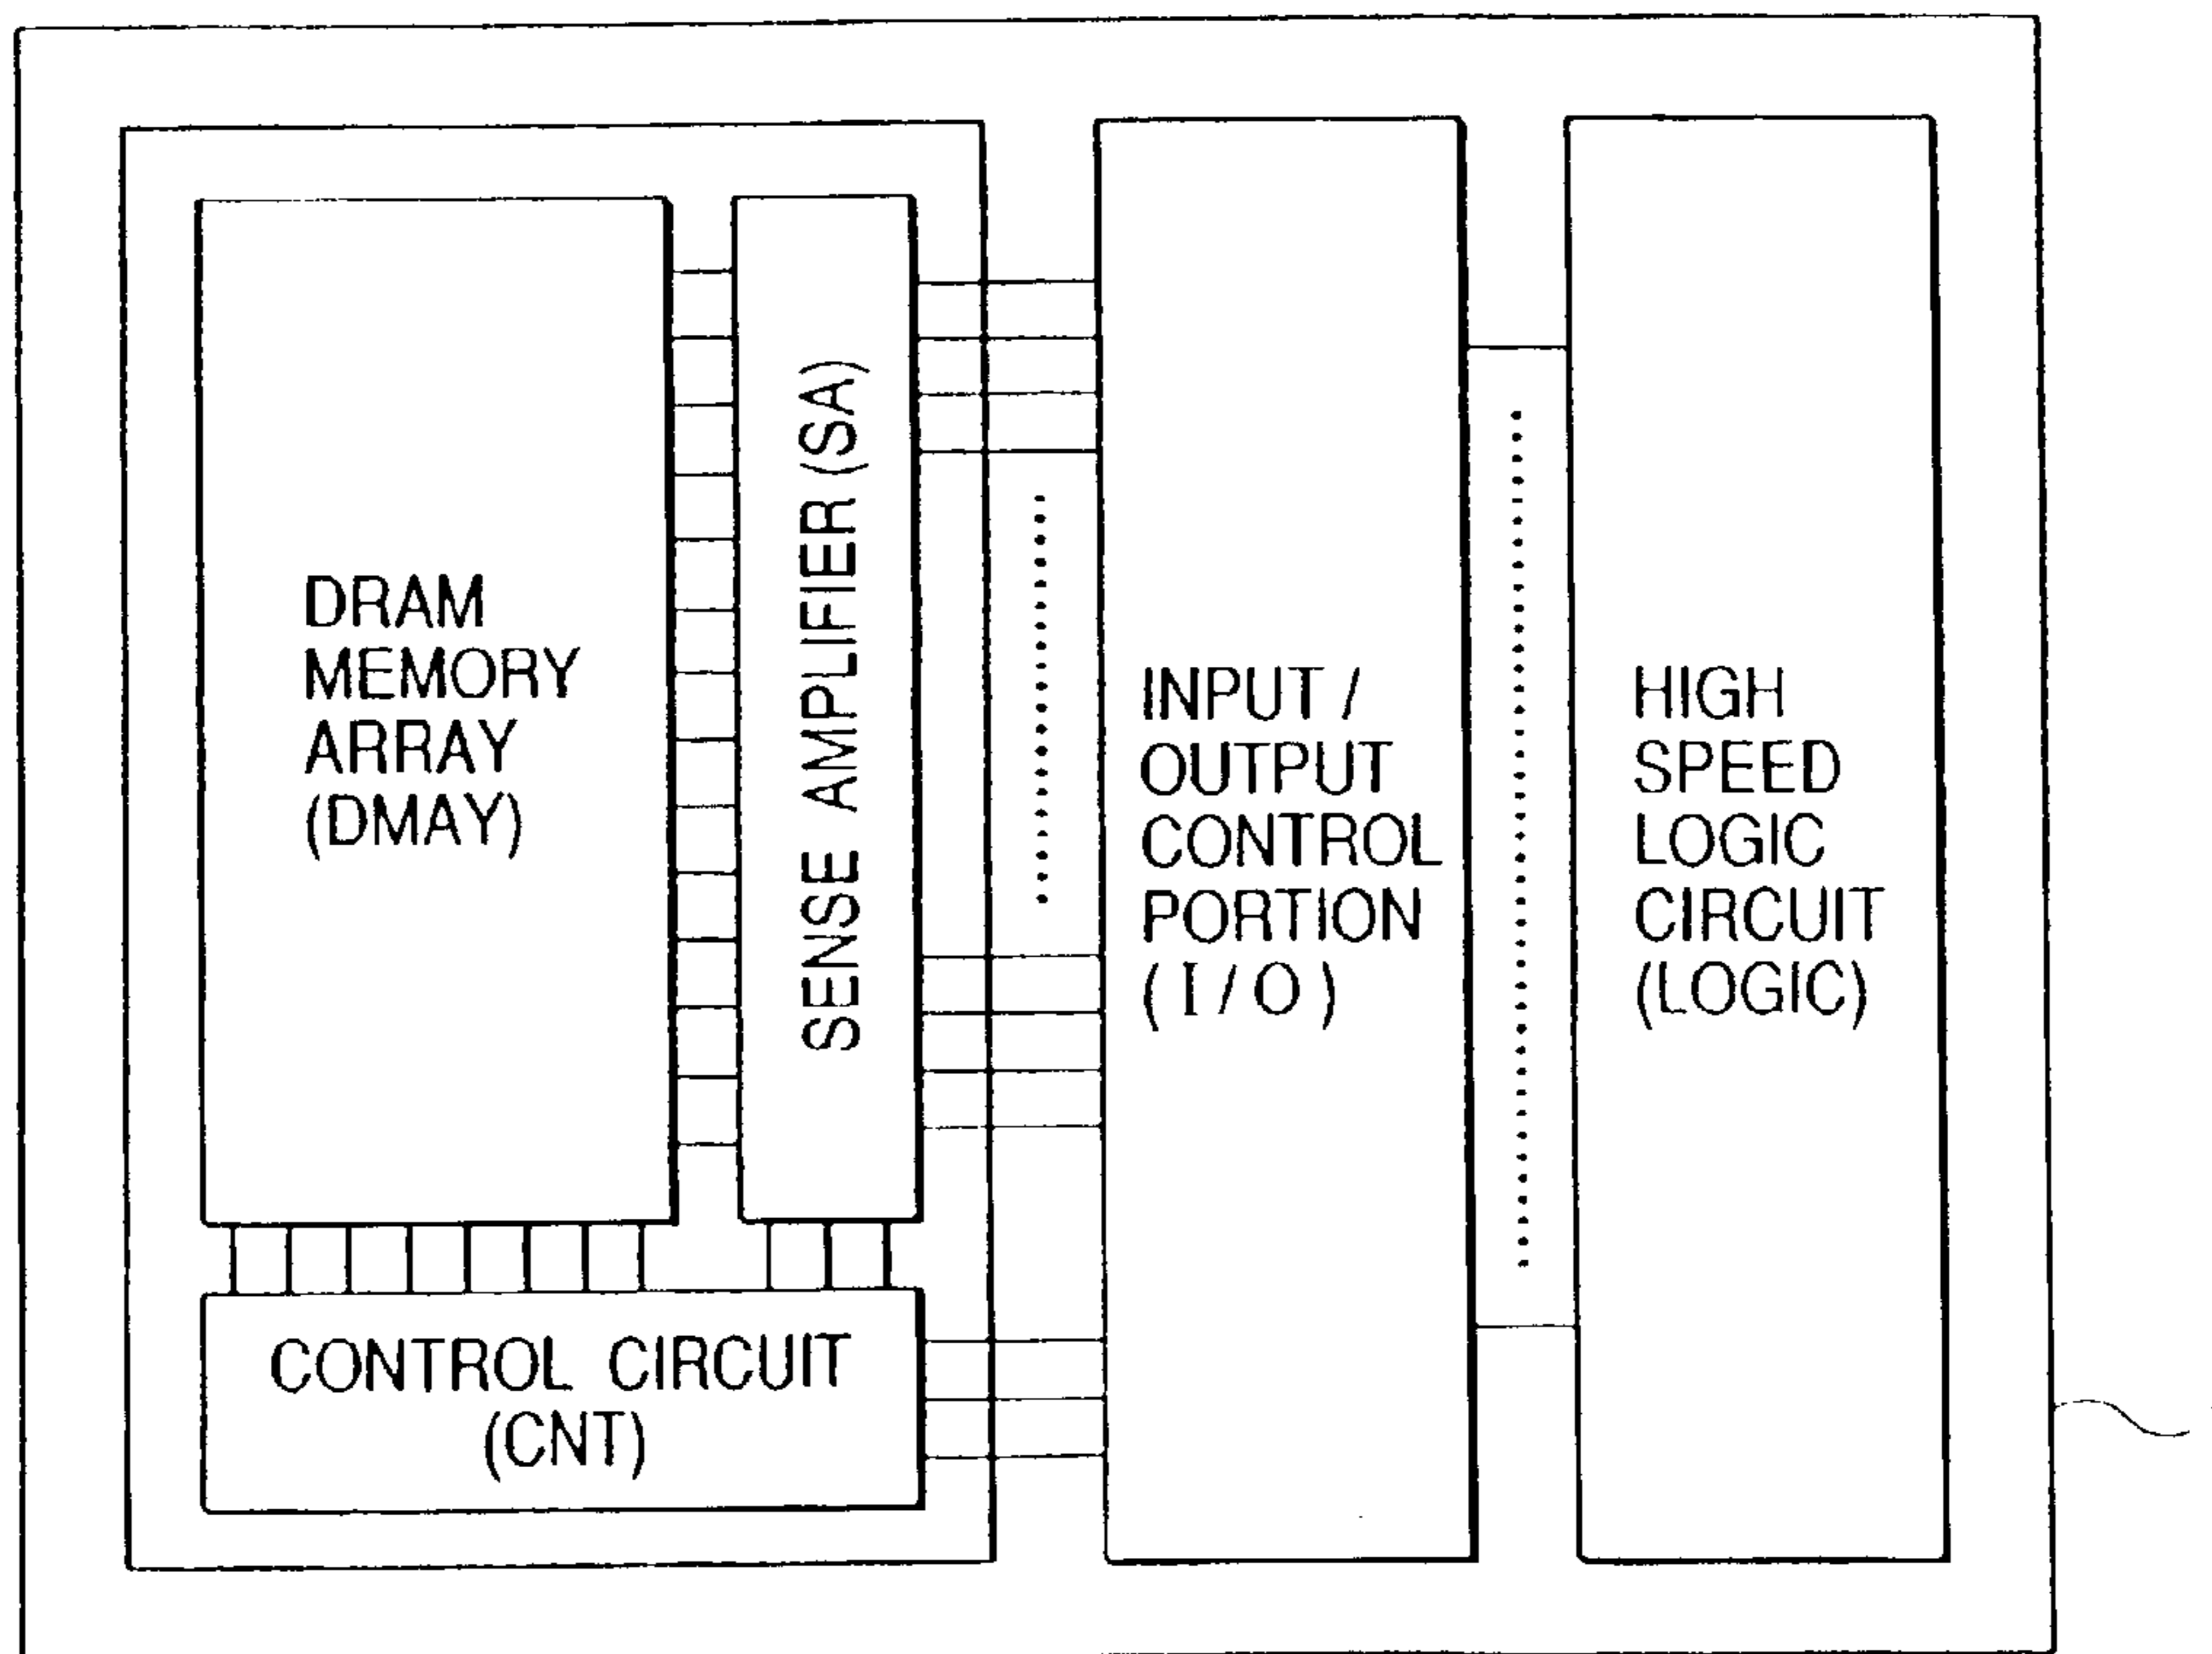 DRAM
MEMORY
ARRAY
(DMAY)
SENSE AMPLIFIER (SA)
INPUT /
OUTPUT
CONTROL
PORTION
( I / O )
HIGH
SPEED
LOGIC
CIRCUIT
(LOGIC)
CONTROL CIRCUIT
(CNT)